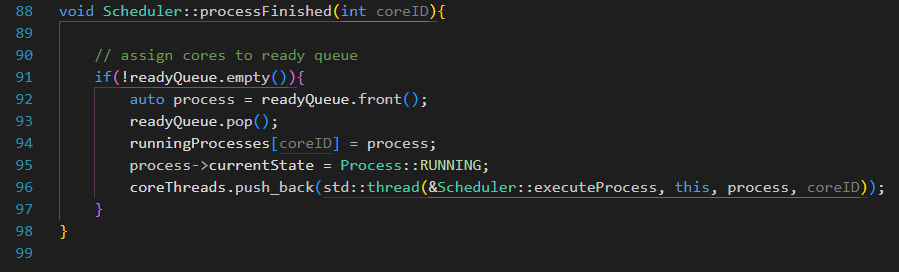 88 void Scheduler::processFinished(int coreID){
89
90     // assign cores to ready queue
91     if(!readyQueue.empty()){
92         auto process = readyQueue.front();
93         readyQueue.pop();
94         runningProcesses[coreID] = process;
95         process->currentState = Process::RUNNING;
96         coreThreads.push_back(std::thread(&Scheduler::executeProcess, this, process, coreID));
97     }
98 }
99